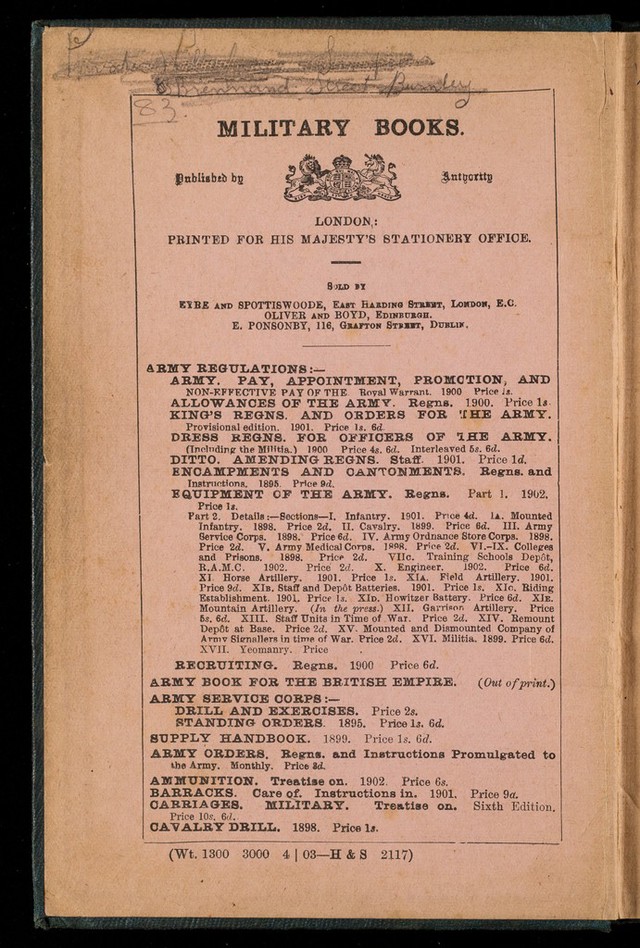 Brennand Street Burnley
83.
MILITARY BOOKS.
Published by Authority
LONDON:
PRINTED FOR HIS MAJESTY'S STATIONERY OFFICE.
SOLD BY
EYRE AND SPOTTISWOODE, EAST HARDING STREET, LONDON, E.C.
OLIVER AND BOYD, EDINBURGH.
E. PONSONBY, 116, GRAFTON STREET, DUBLIN.
ARMY REGULATIONS:—
ARMY. PAY, APPOINTMENT, PROMOTION, AND
NON-EFFECTIVE PAY OF THE Royal Warrant. 1900 Price 1s.
ALLOWANCES OF THE ARMY. Regns. 1900. Price 1s.
KING'S REGNS. AND ORDERS FOR THE ARMY.
Provisional edition. 1901. Price 1s. 6d.
DRESS REGNS. FOR OFFICERS OF THE ARMY.
(Including the Militia.) 1900 Price 4s. 6d. Interleaved 5s. 6d.
DITTO. AMENDING REGNS. Staff. 1901. Price 1d.
ENCAMPMENTS AND CANTONMENTS. Regns. and
Instructions. 1895. Price 9d.
EQUIPMENT OF THE ARMY. Regns. Part 1. 1902.
Price 1s.
Part 2. Details:—Sections—I. Infantry. 1901. Price 4d. IA. Mounted
Infantry. 1898. Price 2d. II. Cavalry. 1899. Price 6d. III. Army
Service Corps. 1898. Price 6d. IV. Army Ordnance Store Corps. 1898.
Price 2d. V. Army Medical Corps. 1898. Price 2d. VI.-IX. Colleges
and Prisons. 1898. Price 2d. VIIc. Training Schools Depôt,
R.A.M.C. 1902. Price 2d. X. Engineer. 1902. Price 6d.
XI. Horse Artillery. 1901. Price 1s. XIA. Field Artillery. 1901.
Price 9d. XIB. Staff and Depôt Batteries. 1901. Price 1s. XIC. Riding
Establishment. 1901. Price 1s. XID. Howitzer Battery. Price 6d. XIE.
Mountain Artillery. (In the press.) XII. Garrison Artillery. Price
5s. 6d. XIII. Staff Units in Time of War. Price 2d. XIV. Remount
Depôt at Base. Price 2d. XV. Mounted and Dismounted Company of
Army Signallers in time of War. Price 2d. XVI. Militia. 1899. Price 6d.
XVII. Yeomanry. Price .
RECRUITING. Regns. 1900 Price 6d.
ARMY BOOK FOR THE BRITISH EMPIRE. (Out of print.)
ARMY SERVICE CORPS:—
DRILL AND EXERCISES. Price 2s.
STANDING ORDERS. 1895. Price 1s. 6d.
SUPPLY HANDBOOK. 1899. Price 1s. 6d.
ARMY ORDERS. Regns. and Instructions Promulgated to
the Army. Monthly. Price 3d.
AMMUNITION. Treatise on. 1902. Price 6s.
BARRACKS. Care of. Instructions in. 1901. Price 9d.
CARRIAGES. MILITARY. Treatise on. Sixth Edition.
Price 10s. 6d.
CAVALRY DRILL. 1898. Price 1s.
(Wt. 1300 3000 4 | 03—H & S 2117)